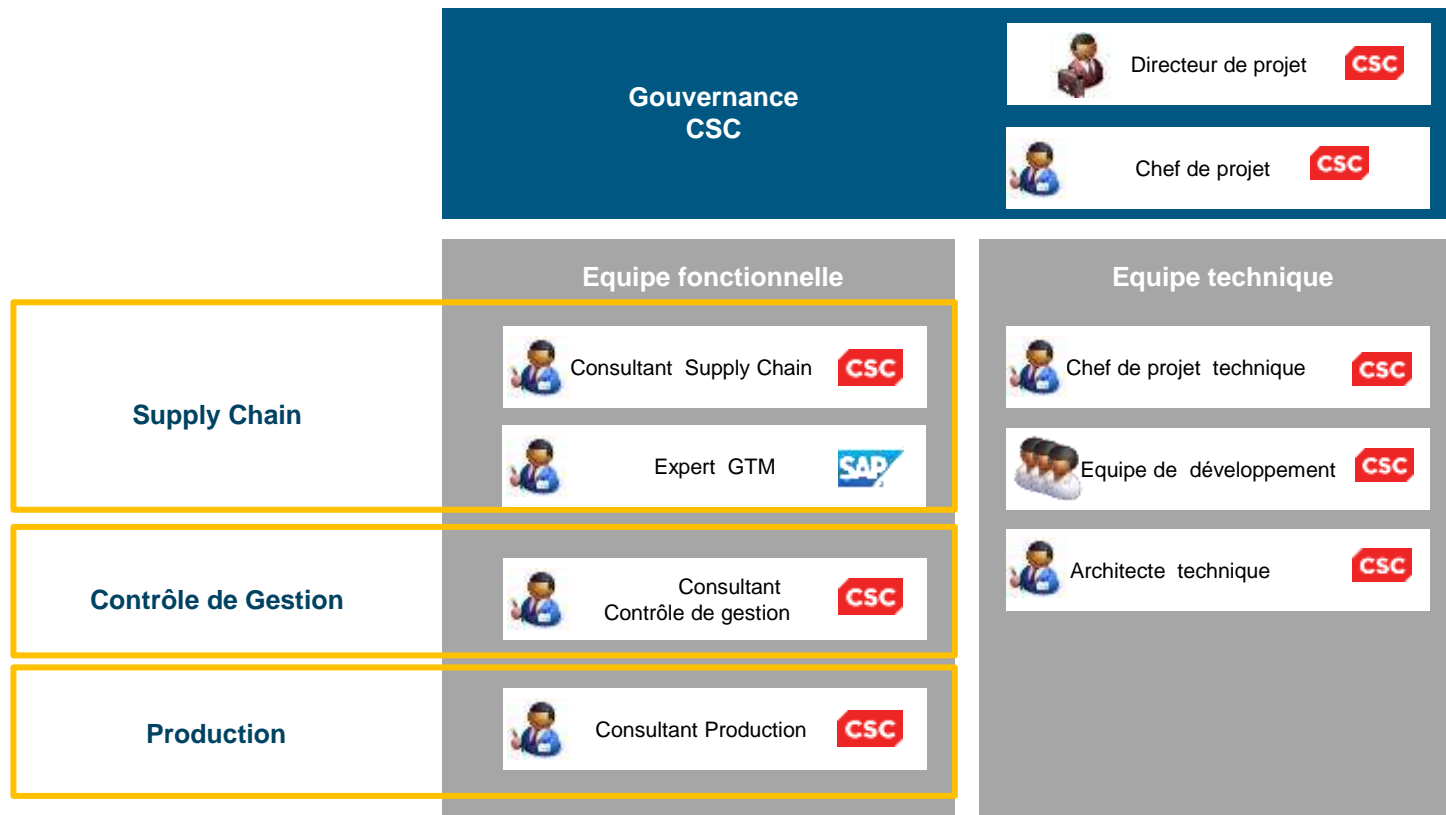 Gouvernance
CSC
Directeur de projet CSC
Chef de projet CSC
Equipe fonctionnelle
Equipe technique
Supply Chain
Consultant Supply Chain CSC
Expert GTM SAP
Contrôle de Gestion
Consultant
Contrôle de gestion CSC
Production
Consultant Production CSC
Chef de projet technique CSC
Equipe de développement CSC
Architecte technique CSC